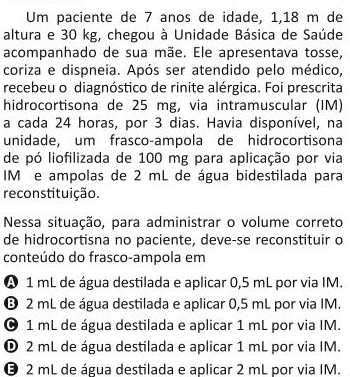 Um paciente de 7 anos de idade, 1,18 m de
altura e 30 kg, chegou à Unidade Básica de Saúde
acompanhado de sua mãe. Ele apresentava tosse,
coriza e dispneia. Após ser atendido pelo médico,
recebeu o diagnóstico de rinite alérgica. Foi prescrita
hidrocortisona de 25 mg, via intramuscular (IM)
a cada 24 horas, por 3 dias. Havia disponível, na
unidade, um frasco-ampola de hidrocortisona
de pó liofilizada de 100 mg para aplicação por via
IM e ampolas de 2 mL de água bidestilada para
reconstituição.
Nessa situação, para administrar o volume correto
de hidrocortisna no paciente, deve-se reconstituir o
conteúdo do frasco-ampola em
A 1 mL de água destilada e aplicar 0,5 mL por via IM.
B 2 mL de água destilada e aplicar 0,5 mL por via IM.
C 1 mL de água destilada e aplicar 1 mL por via IM.
D 2 mL de água destilada e aplicar 1 mL por via IM.
E 2 mL de água destilada e aplicar 2 mL por via IM.